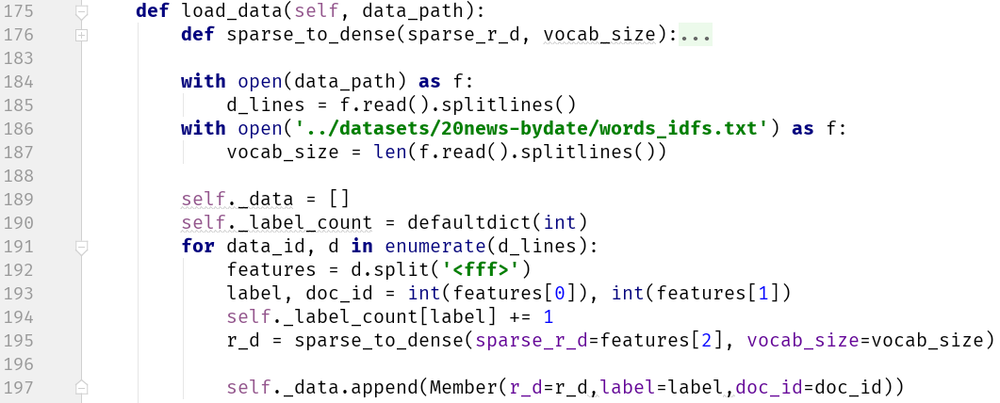 175 def load_data(self, data_path):
176     def sparse_to_dense(sparse_r_d, vocab_size):...
183
184     with open(data_path) as f:
185         d_lines = f.read().splitlines()
186     with open('../datasets/20news-bydate/words_idfs.txt') as f:
187         vocab_size = len(f.read().splitlines())
188
189     self._data = []
190     self._label_count = defaultdict(int)
191     for data_id, d in enumerate(d_lines):
192         features = d.split('<fff>')
193         label, doc_id = int(features[0]), int(features[1])
194         self._label_count[label] += 1
195         r_d = sparse_to_dense(sparse_r_d=features[2], vocab_size=vocab_size)
196
197         self._data.append(Member(r_d=r_d,label=label,doc_id=doc_id))